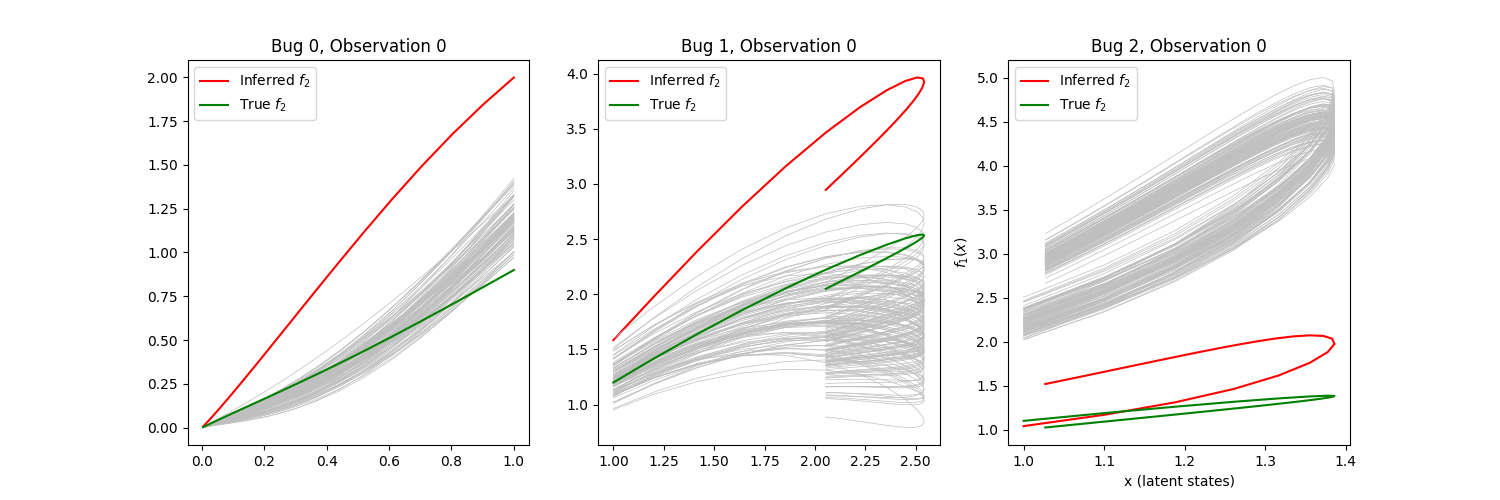 Bug 0, Observation 0
Inferred f₂
True f₂
2.00
1.75
1.50
1.25
1.00
0.75
0.50
0.25
0.00
0.0 0.2 0.4 0.6 0.8 1.0
Bug 1, Observation 0
Inferred f₂
True f₂
4.0
3.5
3.0
2.5
2.0
1.5
1.0
1.00 1.25 1.50 1.75 2.00 2.25 2.50
Bug 2, Observation 0
Inferred f₂
True f₂
f₁(x)
5.0
4.5
4.0
3.5
3.0
2.5
2.0
1.5
1.0
1.0 1.1 1.2 1.3 1.4
x (latent states)